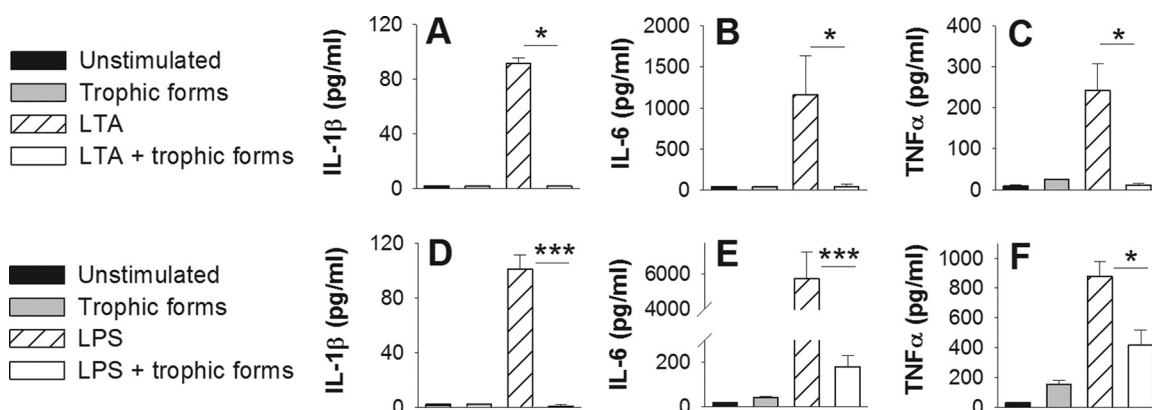 Unstimulated
Trophic forms
LTA
LTA + trophic forms
A
IL-1β (pg/ml)
120
80
40
0
*
B
IL-6 (pg/ml)
2000
1500
1000
500
0
*
C
TNFα (pg/ml)
400
300
200
100
0
*
Unstimulated
Trophic forms
LPS
LPS + trophic forms
D
IL-1β (pg/ml)
120
80
40
0
***
E
IL-6 (pg/ml)
6000
4000
200
0
***
F
TNFα (pg/ml)
1000
800
600
400
200
0
*